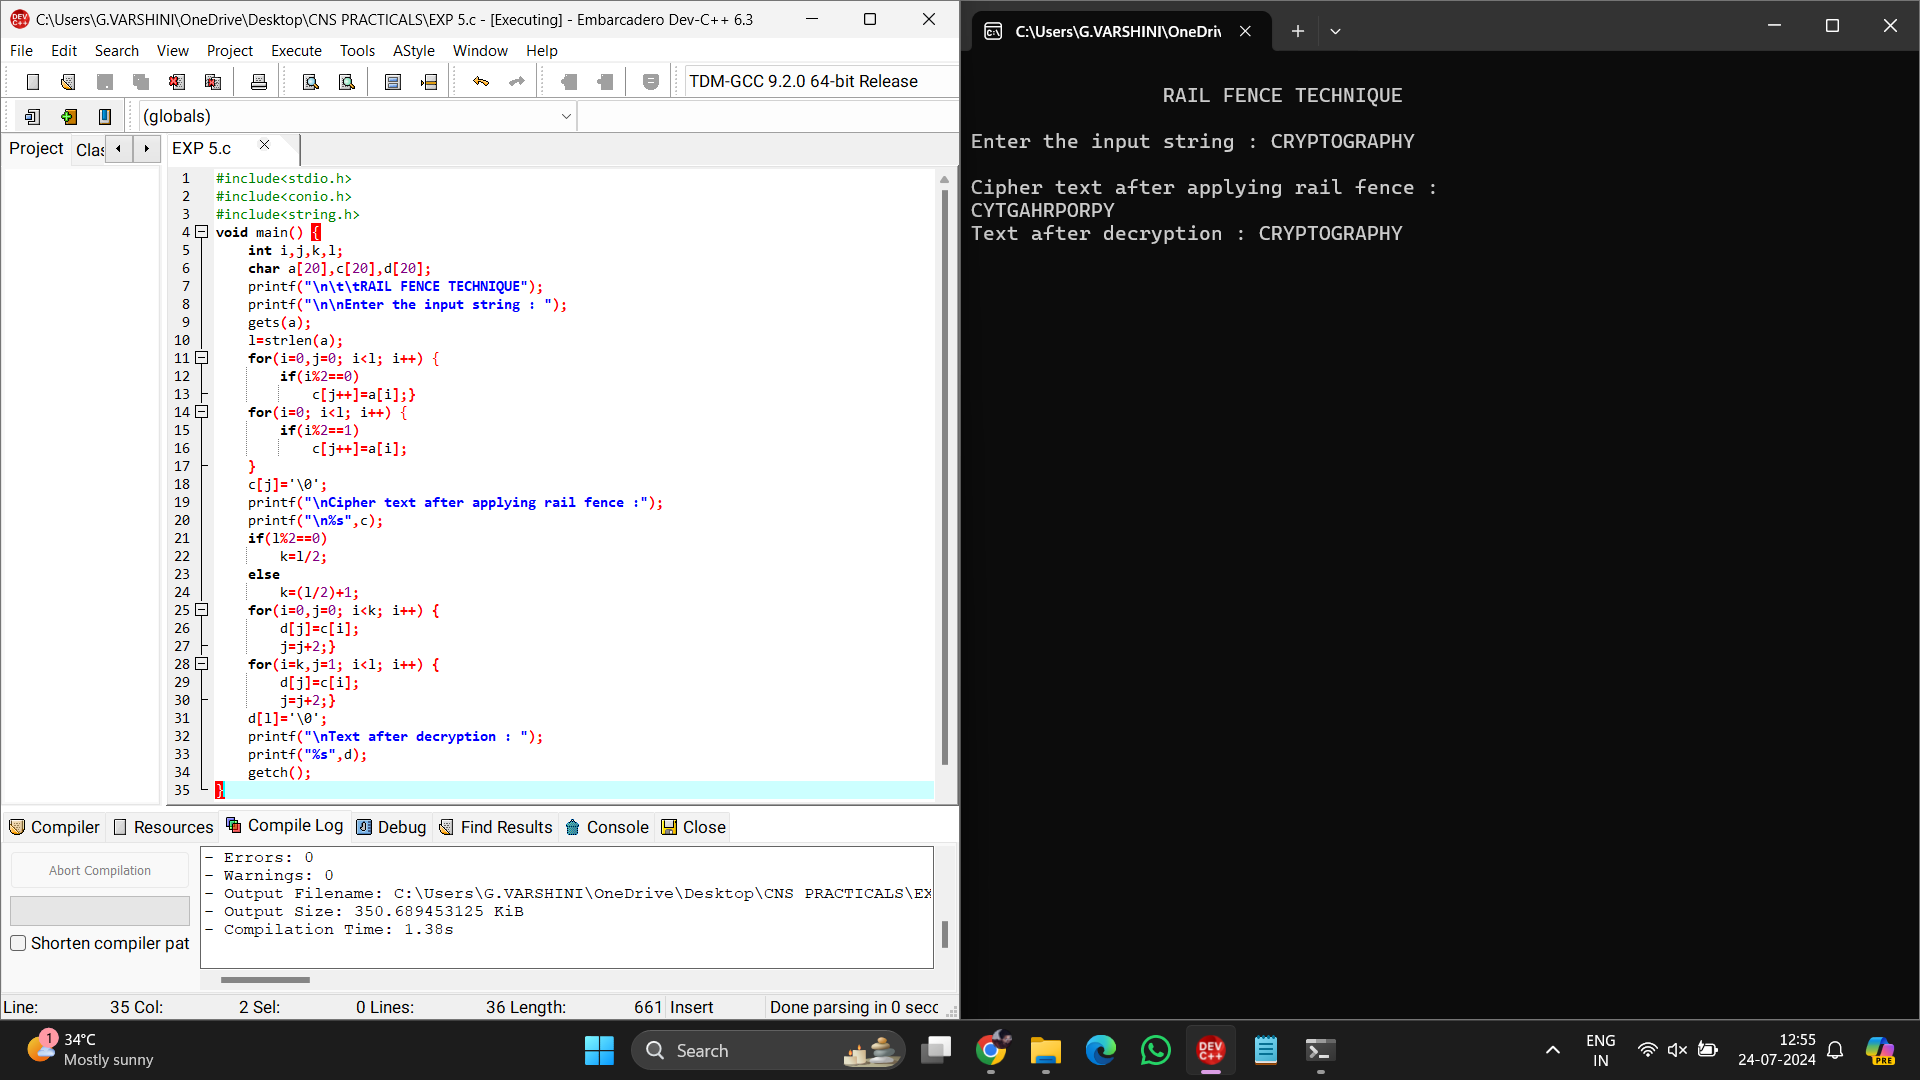 C:\Users\G.VARSHINI\OneDrive\Desktop\CNS PRACTICALS\EXP 5.c - [Executing] - Embarcadero Dev-C++ 6.3
File Edit Search View Project Execute Tools AStyle Window Help
TDM-GCC 9.2.0 64-bit Release
(globals)
Project Clas EXP 5.c
1 #include<stdio.h>
2 #include<conio.h>
3 #include<string.h>
4 void main() {
5 int i,j,k,l;
6 char a[20],c[20],d[20];
7 printf("\n\t\tRAIL FENCE TECHNIQUE");
8 printf("\n\nEnter the input string : ");
9 gets(a);
10 l=strlen(a);
11 for(i=0,j=0; i<l; i++) {
12 if(i%2==0)
13 c[j++]=a[i];}
14 for(i=0; i<l; i++) {
15 if(i%2==1)
16 c[j++]=a[i];
17 }
18 c[j]='\0';
19 printf("\nCipher text after applying rail fence :");
20 printf("\n%s",c);
21 if(l%2==0)
22 k=l/2;
23 else
24 k=(l/2)+1;
25 for(i=0,j=0; i<k; i++) {
26 d[j]=c[i];
27 j=j+2;}
28 for(i=k,j=1; i<l; i++) {
29 d[j]=c[i];
30 j=j+2;}
31 d[l]='\0';
32 printf("\nText after decryption : ");
33 printf("%s",d);
34 getch();
35 }
Compiler Resources Compile Log Debug Find Results Console Close
Abort Compilation
Shorten compiler pat
- Errors: 0
- Warnings: 0
- Output Filename: C:\Users\G.VARSHINI\OneDrive\Desktop\CNS PRACTICALS\EX
- Output Size: 350.689453125 KiB
- Compilation Time: 1.38s
Line: 35 Col: 2 Sel: 0 Lines: 36 Length: 661 Insert Done parsing in 0 seco
C:\Users\G.VARSHINI\OneDriv
RAIL FENCE TECHNIQUE
Enter the input string : CRYPTOGRAPHY
Cipher text after applying rail fence :
CYTGAHRPORPY
Text after decryption : CRYPTOGRAPHY
1
34°C
Mostly sunny
Search
DEV C++
ENG
IN
12:55
24-07-2024
PRE